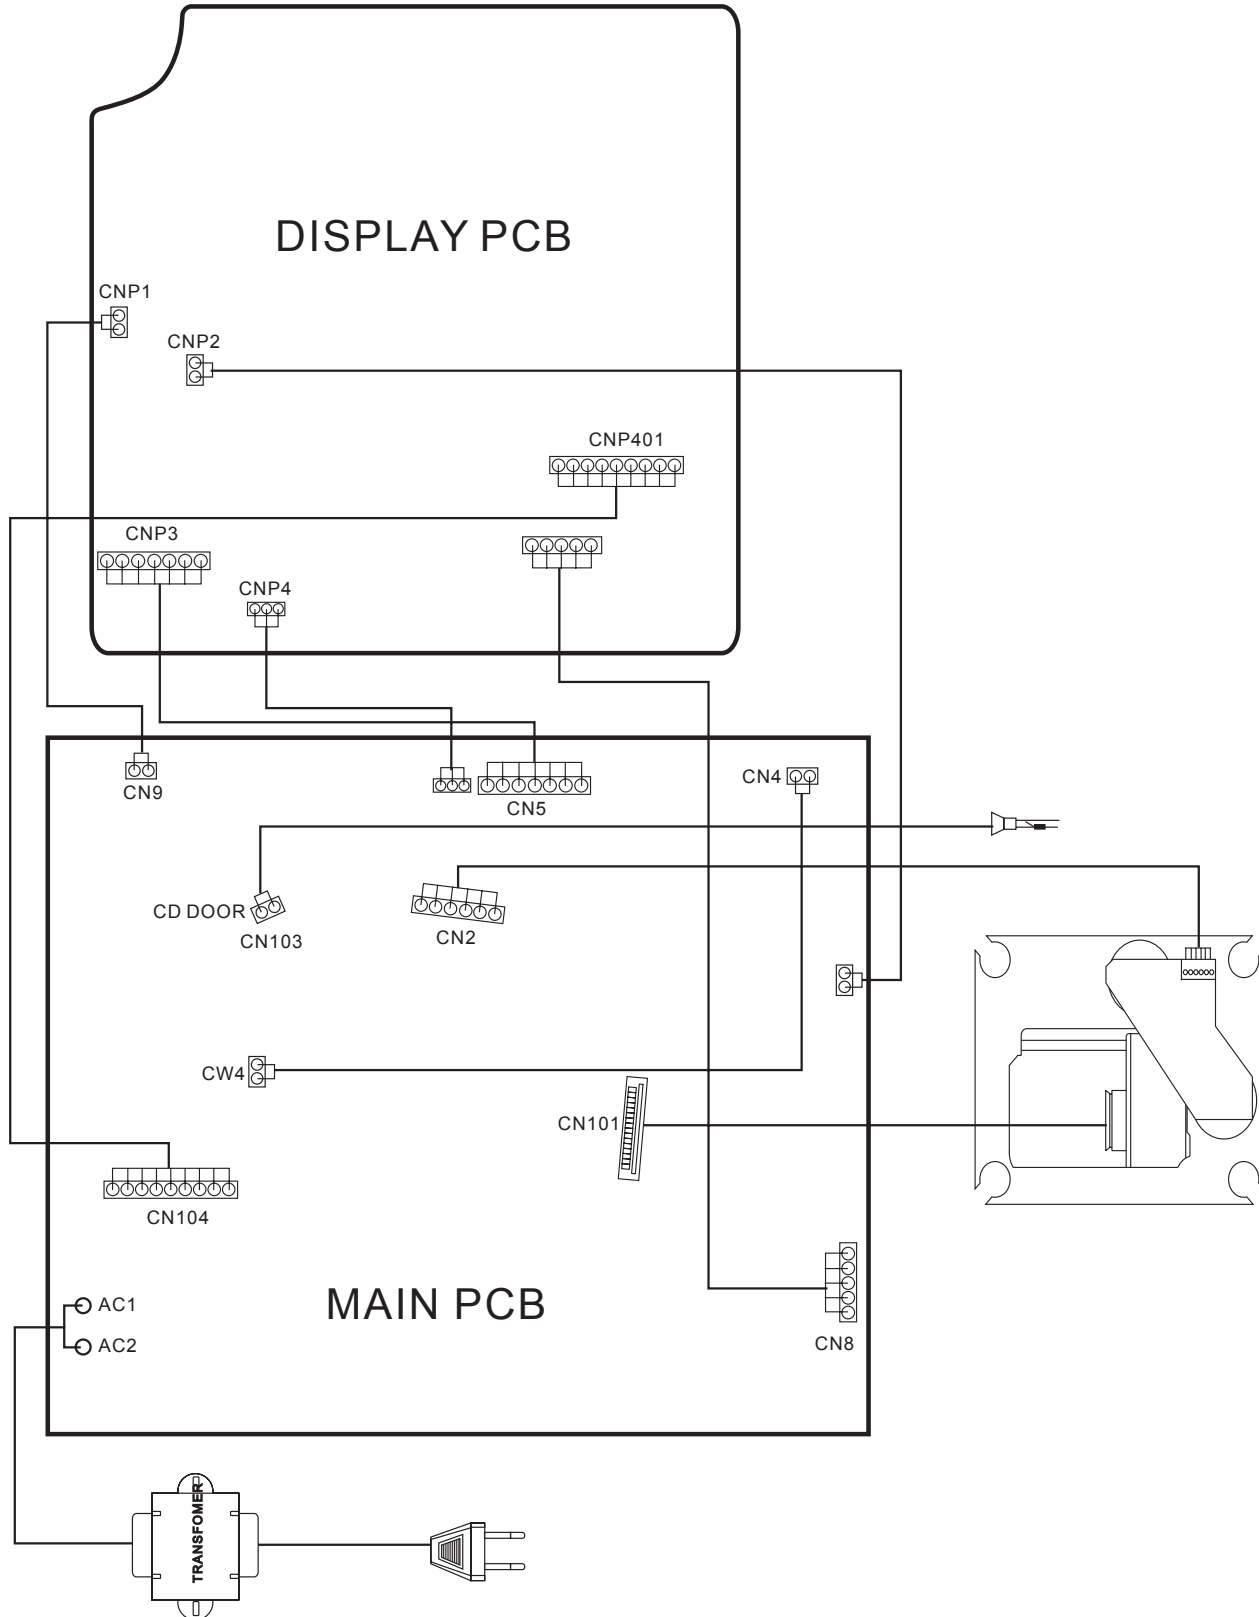 DISPLAY PCB
CNP1
CNP2
CNP401
CNP3
CNP4
CN9
CN5
CN4
CD DOOR
CN103
CN2
CW4
CN101
CN104
AC1
MAIN PCB
AC2
CN8
TRANSFOMER